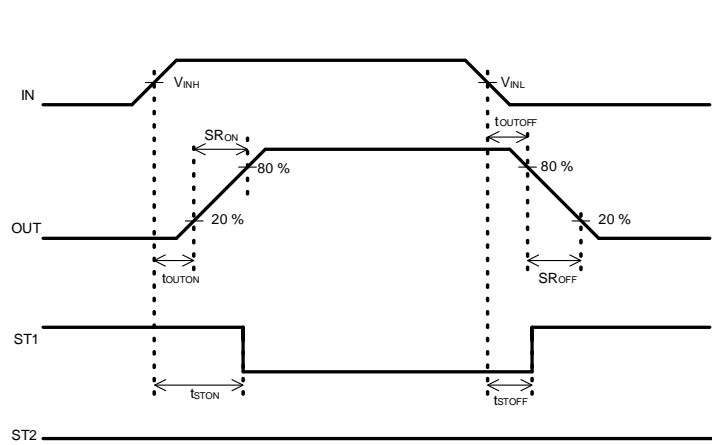 IN
VINH
VINL
tOUTOFF
SRON
80 %
80 %
20 %
20 %
OUT
tOUTON
SROFF
ST1
tSTON
tSTOFF
ST2